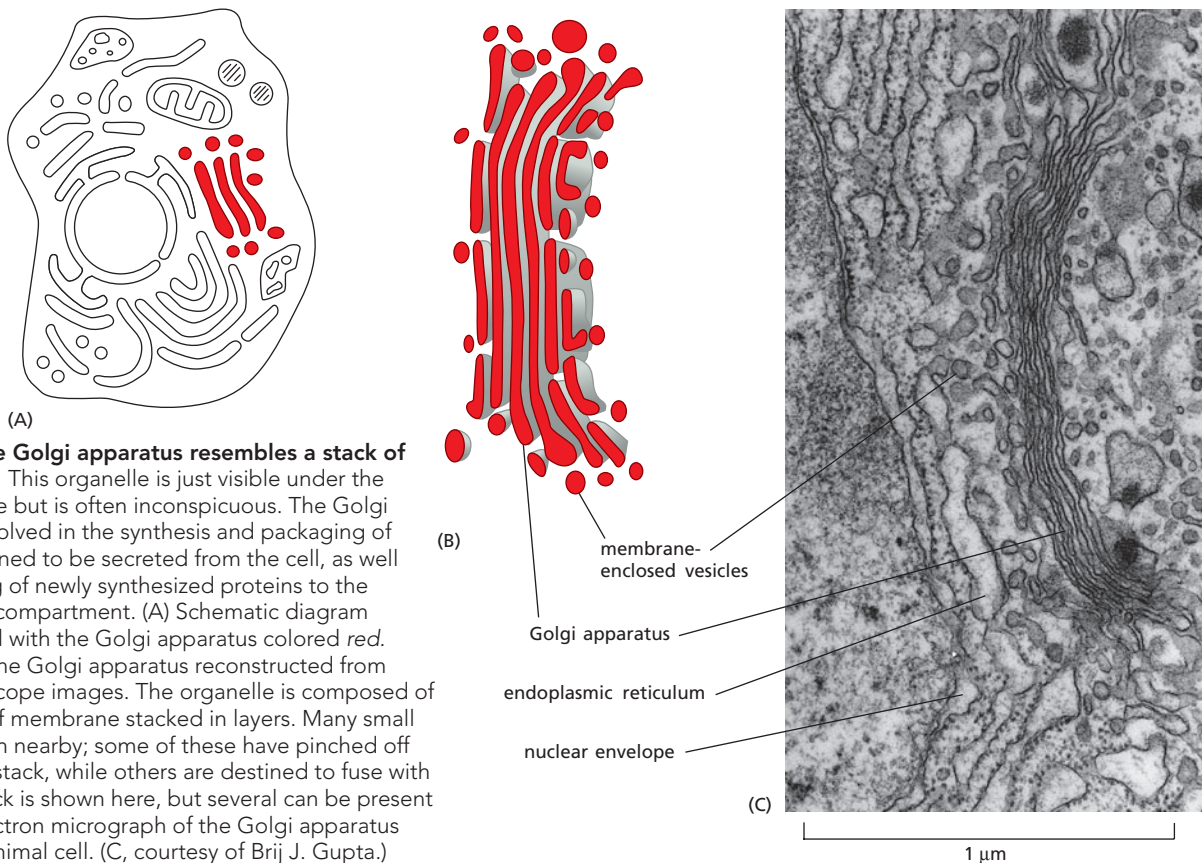 (A)
e Golgi apparatus resembles a stack of
This organelle is just visible under the
e but is often inconspicuous. The Golgi
olved in the synthesis and packaging of
ned to be secreted from the cell, as well
g of newly synthesized proteins to the
compartment. (A) Schematic diagram
l with the Golgi apparatus colored red.
he Golgi apparatus reconstructed from
cope images. The organelle is composed of
of membrane stacked in layers. Many small
n nearby; some of these have pinched off
stack, while others are destined to fuse with
ck is shown here, but several can be present
ctron micrograph of the Golgi apparatus
nimal cell. (C, courtesy of Brij J. Gupta.)
(B)
membrane-
enclosed vesicles
Golgi apparatus
endoplasmic reticulum
nuclear envelope
(C)
1 μm